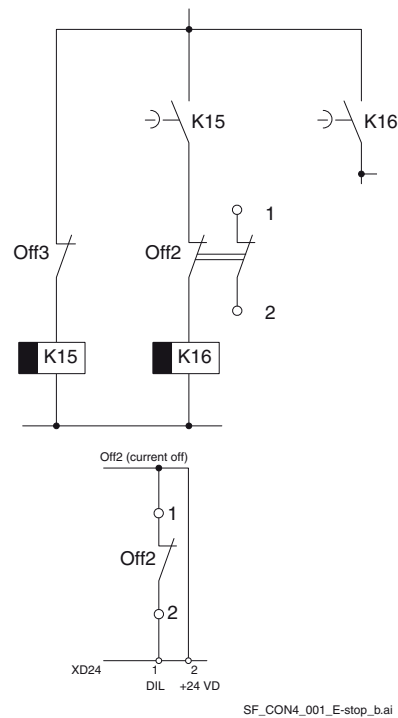 K15
K16
1
Off3
Off2
2
K15
K16
Off2 (current off)
1
Off2
2
XD24
1
2
DIL
+24 VD
SF_CON4_001_E-stop_b.ai